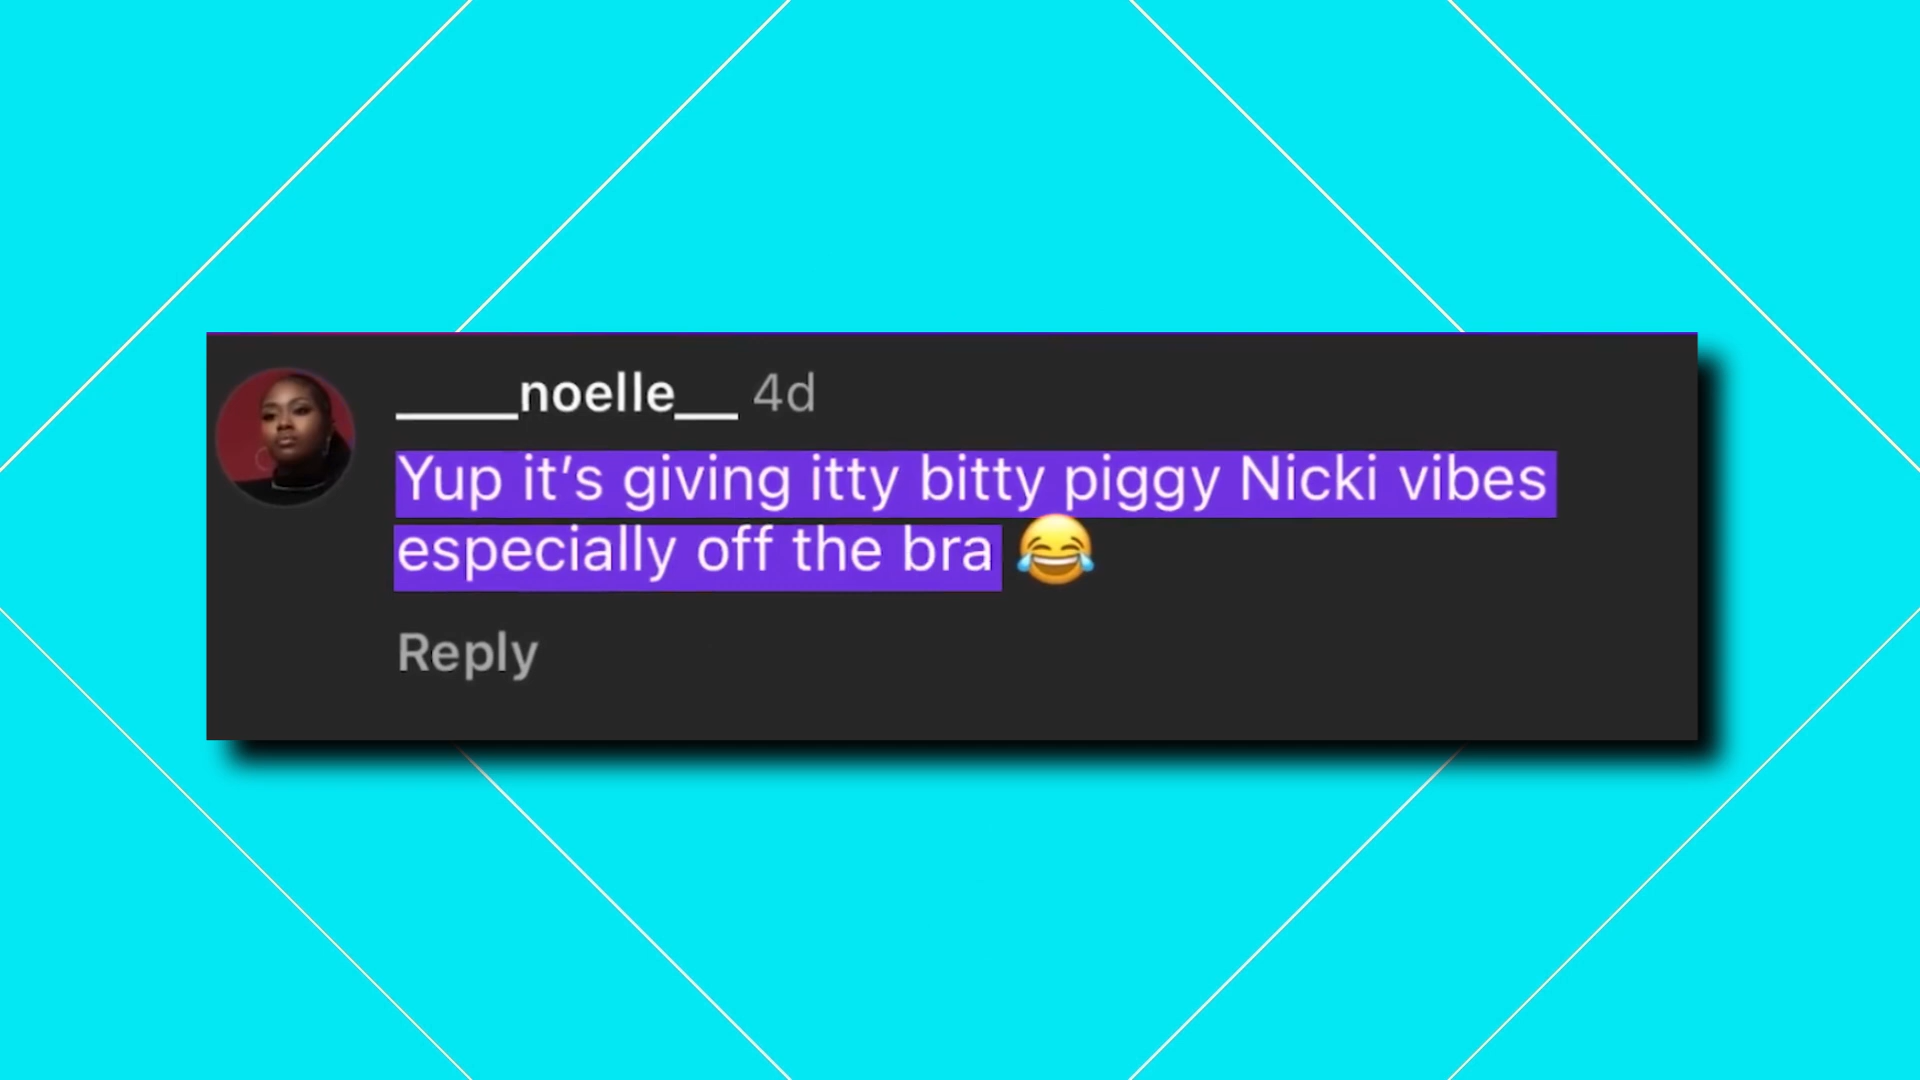 ____noelle__ 4d
Yup it’s giving itty bitty piggy Nicki vibes
especially off the bra 😂
Reply